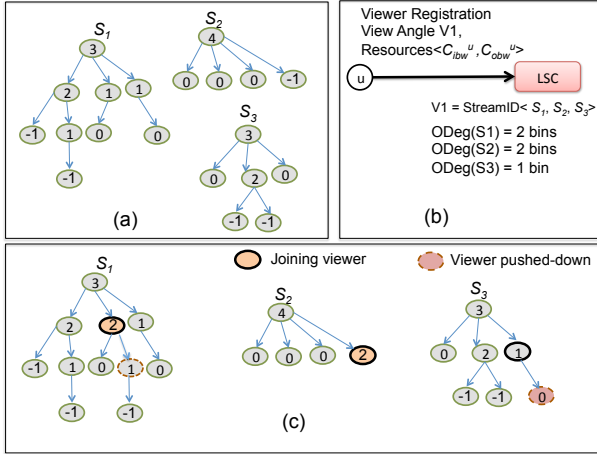 S1
3
2 1 1
-1 1 0 0
-1
S2
4
0 0 0 -1
S3
3
0 2 0
-1 -1
(a)
Viewer Registration
View Angle V1,
Resources<C_ibw^u, C_obw^u>
u
LSC
V1 = StreamID< S1, S2, S3>
ODeg(S1) = 2 bins
ODeg(S2) = 2 bins
ODeg(S3) = 1 bin
(b)
Joining viewer
Viewer pushed-down
S1
3
2 2 1
-1 1 0 1 0
-1 -1
S2
4
0 0 0 2
S3
3
0 2 1
-1 -1 0
(c)